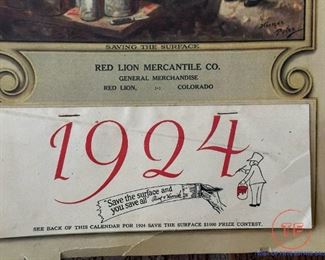 SAVING THE SURFACE
RED LION MERCANTILE CO.
GENERAL MERCHANDISE
RED LION, COLORADO
1924
Save the surface and
you save all
SEE BACK OF THIS CALENDAR FOR 1924 SAVE THE SURFACE $1000 PRIZE CONTEST.
TF